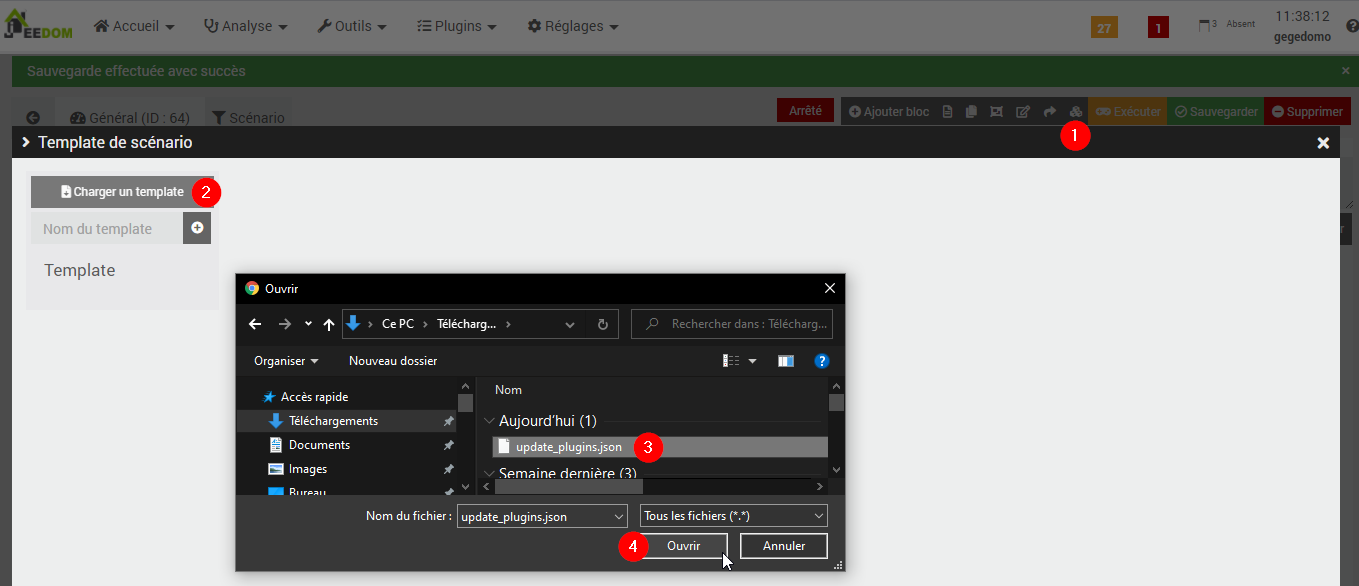 JEEDOM Accueil Analyse Outils Plugins Réglages 27 1 3 Absent 11:38:12
gegedomo
Sauvegarde effectuée avec succès ×
Général (ID : 64) Scénario Arrêté Ajouter bloc Exécuter Sauvegarder Supprimer
1
Template de scénario
Charger un template 2
Nom du template
Template
Ouvrir
Ce PC Télécharg... Rechercher dans : Télécharg...
Organiser Nouveau dossier
Nom
Accès rapide
Aujourd'hui (1)
Téléchargements
update_plugins.json 3
Documents
Images
Semaine dernière (3)
Bureau
Nom du fichier : update_plugins.json Tous les fichiers (*.*)
4 Ouvrir Annuler